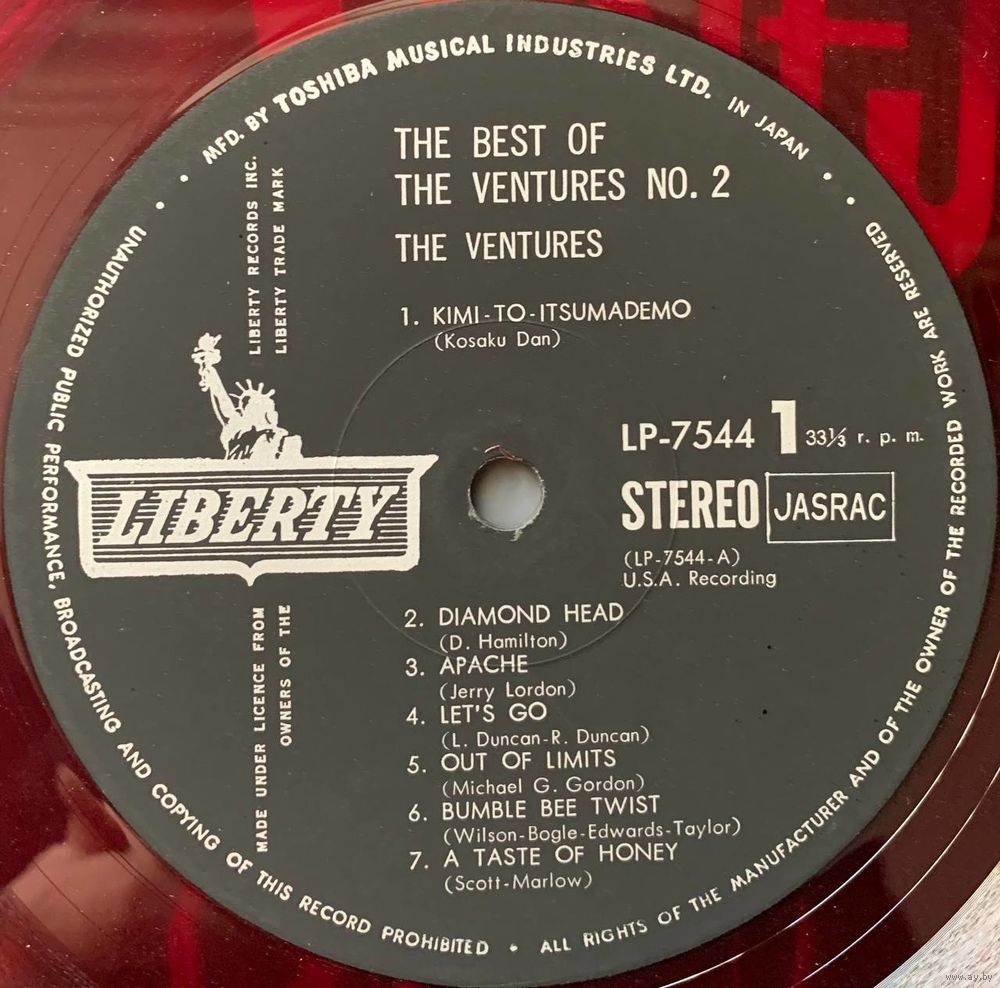 MFD. BY TOSHIBA MUSICAL INDUSTRIES LTD. IN JAPAN
THE BEST OF
THE VENTURES NO. 2
THE VENTURES
1. KIMI-TO-ITSUMADEMO
(Kosaku Dan)
LIBERTY RECORDS INC.
LIBERTY TRADE MARK
LIBERTY
LP-7544 1 33⅓ r. p. m.
STEREO JASRAC
(LP-7544-A)
U.S.A. Recording
MADE UNDER LICENCE FROM
OWNERS OF THE
2. DIAMOND HEAD
(D. Hamilton)
3. APACHE
(Jerry Lordon)
4. LET'S GO
(L. Duncan-R. Duncan)
5. OUT OF LIMITS
(Michael G. Gordon)
6. BUMBLE BEE TWIST
(Wilson-Bogle-Edwards-Taylor)
7. A TASTE OF HONEY
(Scott-Marlow)
UNAUTHORIZED PUBLIC PERFORMANCE, BROADCASTING AND COPYING OF THIS RECORD PROHIBITED • ALL RIGHTS OF THE MANUFACTURER AND OF THE OWNER OF THE RECORDED WORK ARE RESERVED
www.ay.by